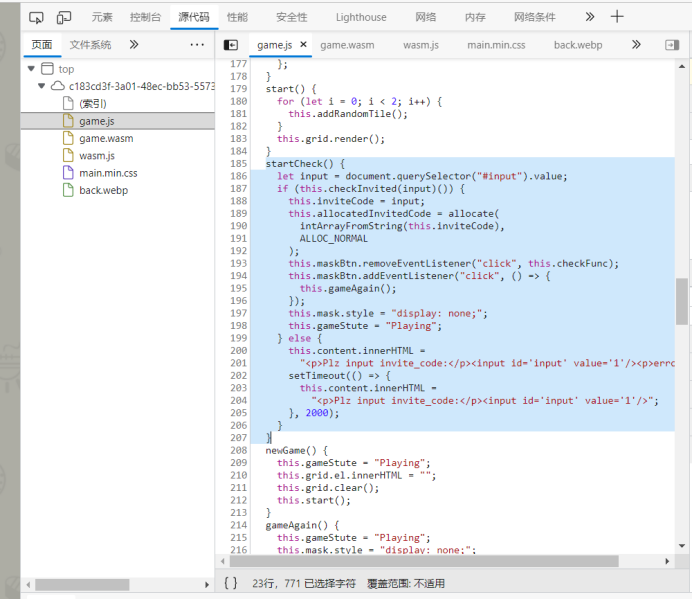 元素 控制台 源代码 性能 安全性 Lighthouse 网络 内存 网络条件
页面 文件系统 game.js game.wasm wasm.js main.min.css back.webp
top
c183cd3f-3a01-48ec-bb53-5573
(索引)
game.js
game.wasm
wasm.js
main.min.css
back.webp
177 };
178 }
179 start() {
180 for (let i = 0; i < 2; i++) {
181 this.addRandomTile();
182 }
183 this.grid.render();
184 }
185 startCheck() {
186 let input = document.querySelector("#input").value;
187 if (this.checkInvited(input)()) {
188 this.inviteCode = input;
189 this.allocatedInvitedCode = allocate(
190 intArrayFromString(this.inviteCode),
191 ALLOC_NORMAL
192 );
193 this.maskBtn.removeEventListener("click", this.checkFunc);
194 this.maskBtn.addEventListener("click", () => {
195 this.gameAgain();
196 });
197 this.mask.style = "display: none;";
198 this.gameStute = "Playing";
199 } else {
200 this.content.innerHTML =
201 "<p>Plz input invite_code:</p><input id='input' value='1'/><p>erro
202 setTimeout(() => {
203 this.content.innerHTML =
204 "<p>Plz input invite_code:</p><input id='input' value='1'/>";
205 }, 2000);
206 }
207 }
208 newGame() {
209 this.gameStute = "Playing";
210 this.grid.el.innerHTML = "";
211 this.grid.clear();
212 this.start();
213 }
214 gameAgain() {
215 this.gameStute = "Playing";
216 this.mask.style = "display: none;";
{ } 23行，771 已选择字符 覆盖范围: 不适用